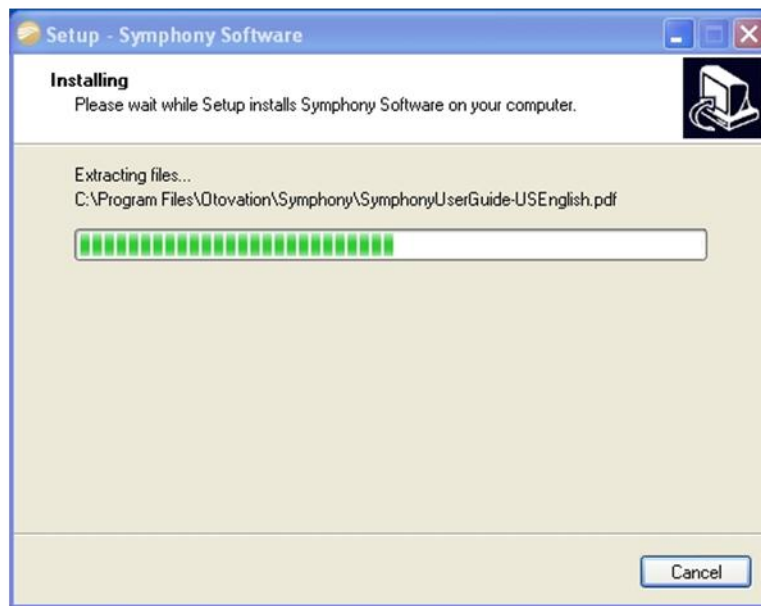 Setup - Symphony Software
Installing
Please wait while Setup installs Symphony Software on your computer.
Extracting files...
C:\Program Files\Otovation\Symphony\SymphonyUserGuide-USEnglish.pdf
Cancel